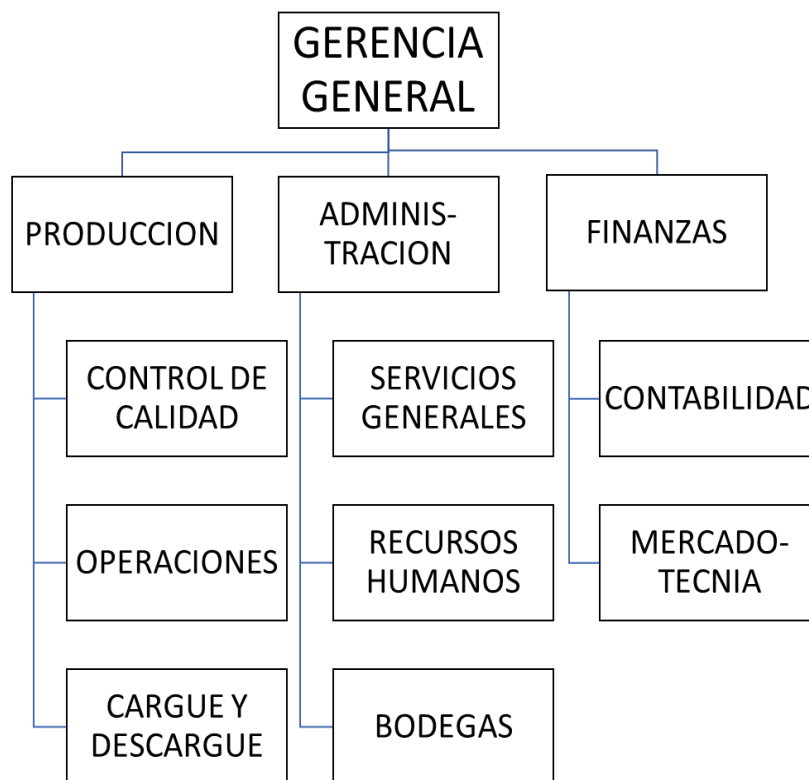 GERENCIA
GENERAL
PRODUCCION
ADMINIS-
TRACION
FINANZAS
CONTROL DE
CALIDAD
SERVICIOS
GENERALES
CONTABILIDAD
OPERACIONES
RECURSOS
HUMANOS
MERCADO-
TECNIA
CARGUE Y
DESCARGUE
BODEGAS